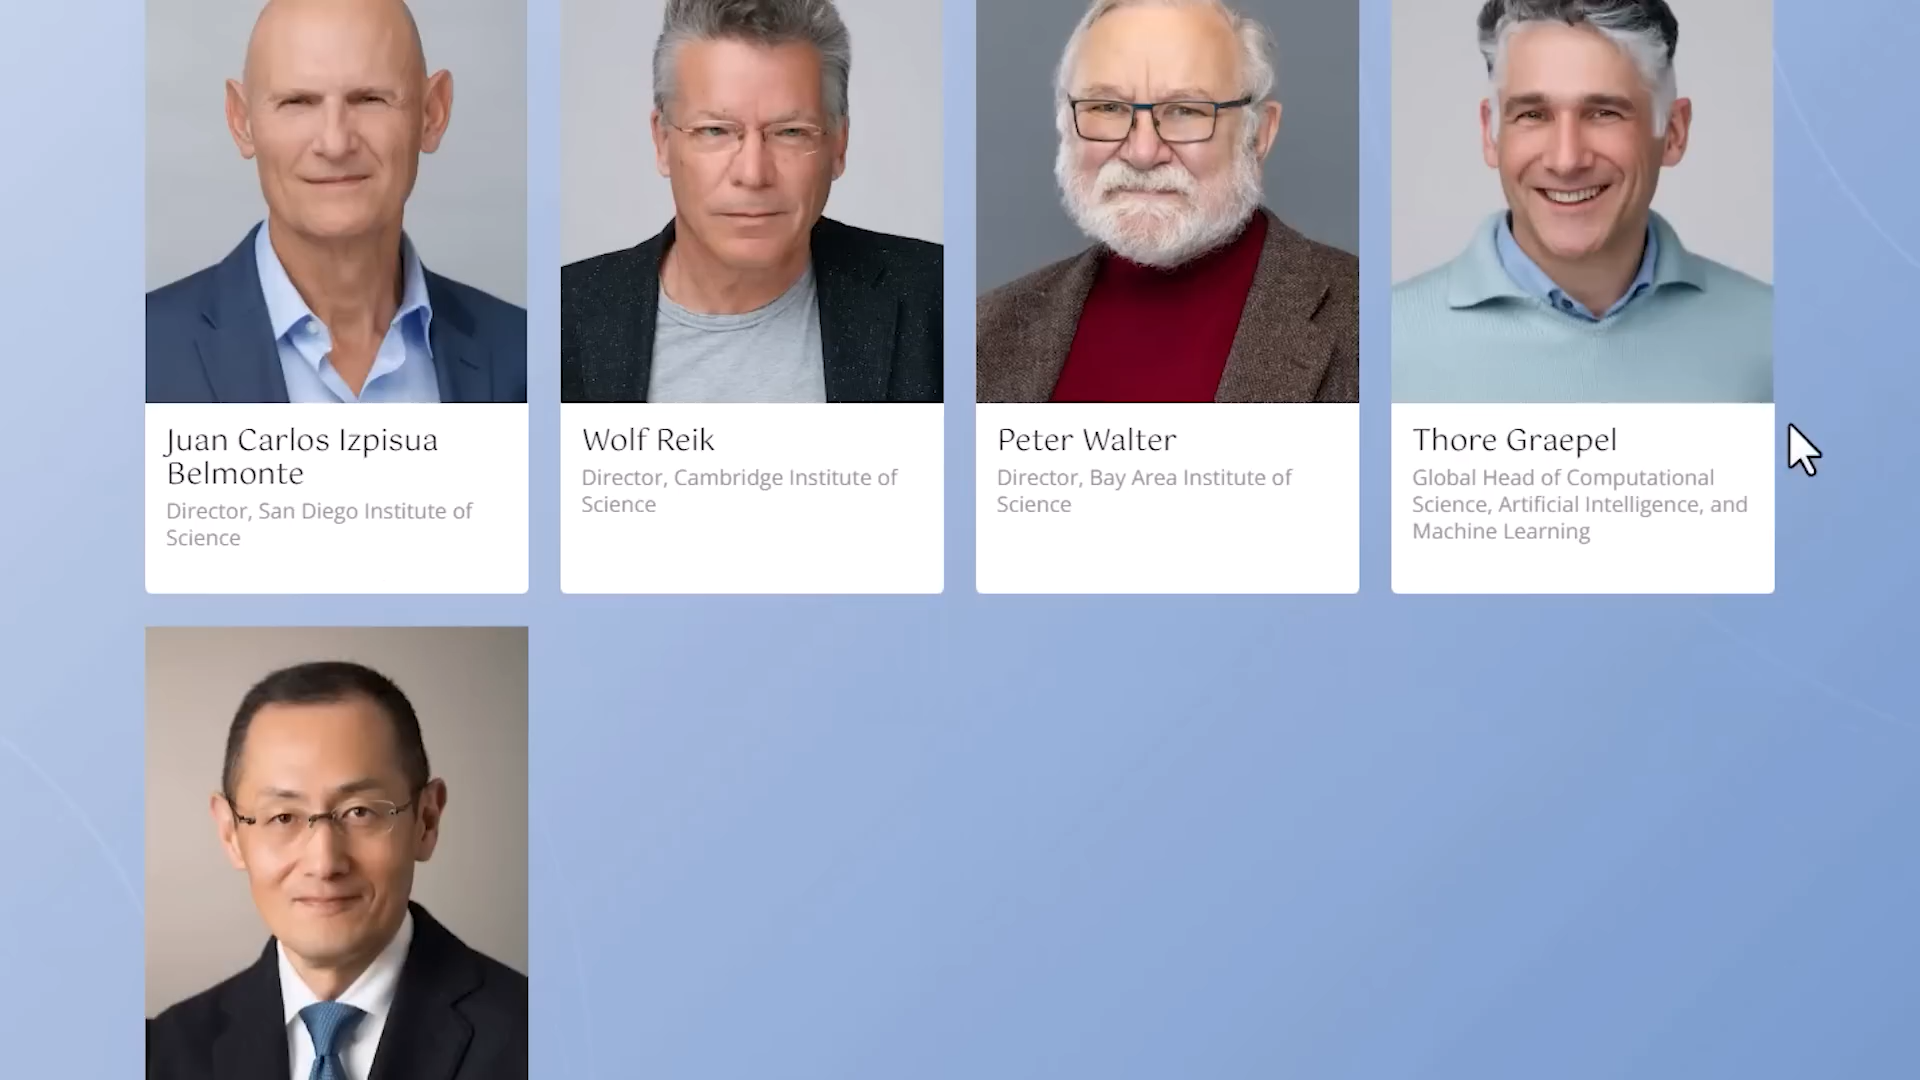 Juan Carlos Izpisua
Belmonte
Director, San Diego Institute of
Science
Wolf Reik
Director, Cambridge Institute of
Science
Peter Walter
Director, Bay Area Institute of
Science
Thore Graepel
Global Head of Computational
Science, Artificial Intelligence, and
Machine Learning